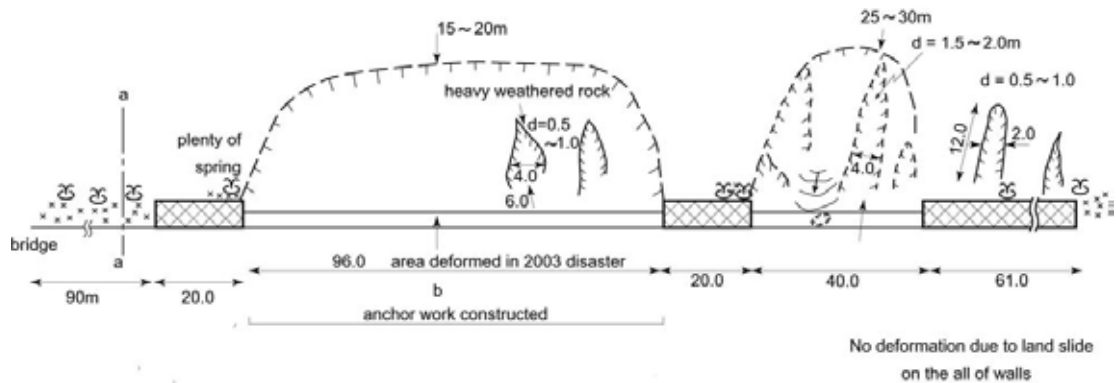 15~20m
25~30m
d = 1.5~2.0m
a
heavy weathered rock
d = 0.5~1.0
plenty of
spring
d=0.5
~1.0
4.0
6.0
4.0
12.0
2.0
bridge
a
96.0
area deformed in 2003 disaster
90m
20.0
b
20.0
40.0
61.0
anchor work constructed
No deformation due to land slide
on the all of walls